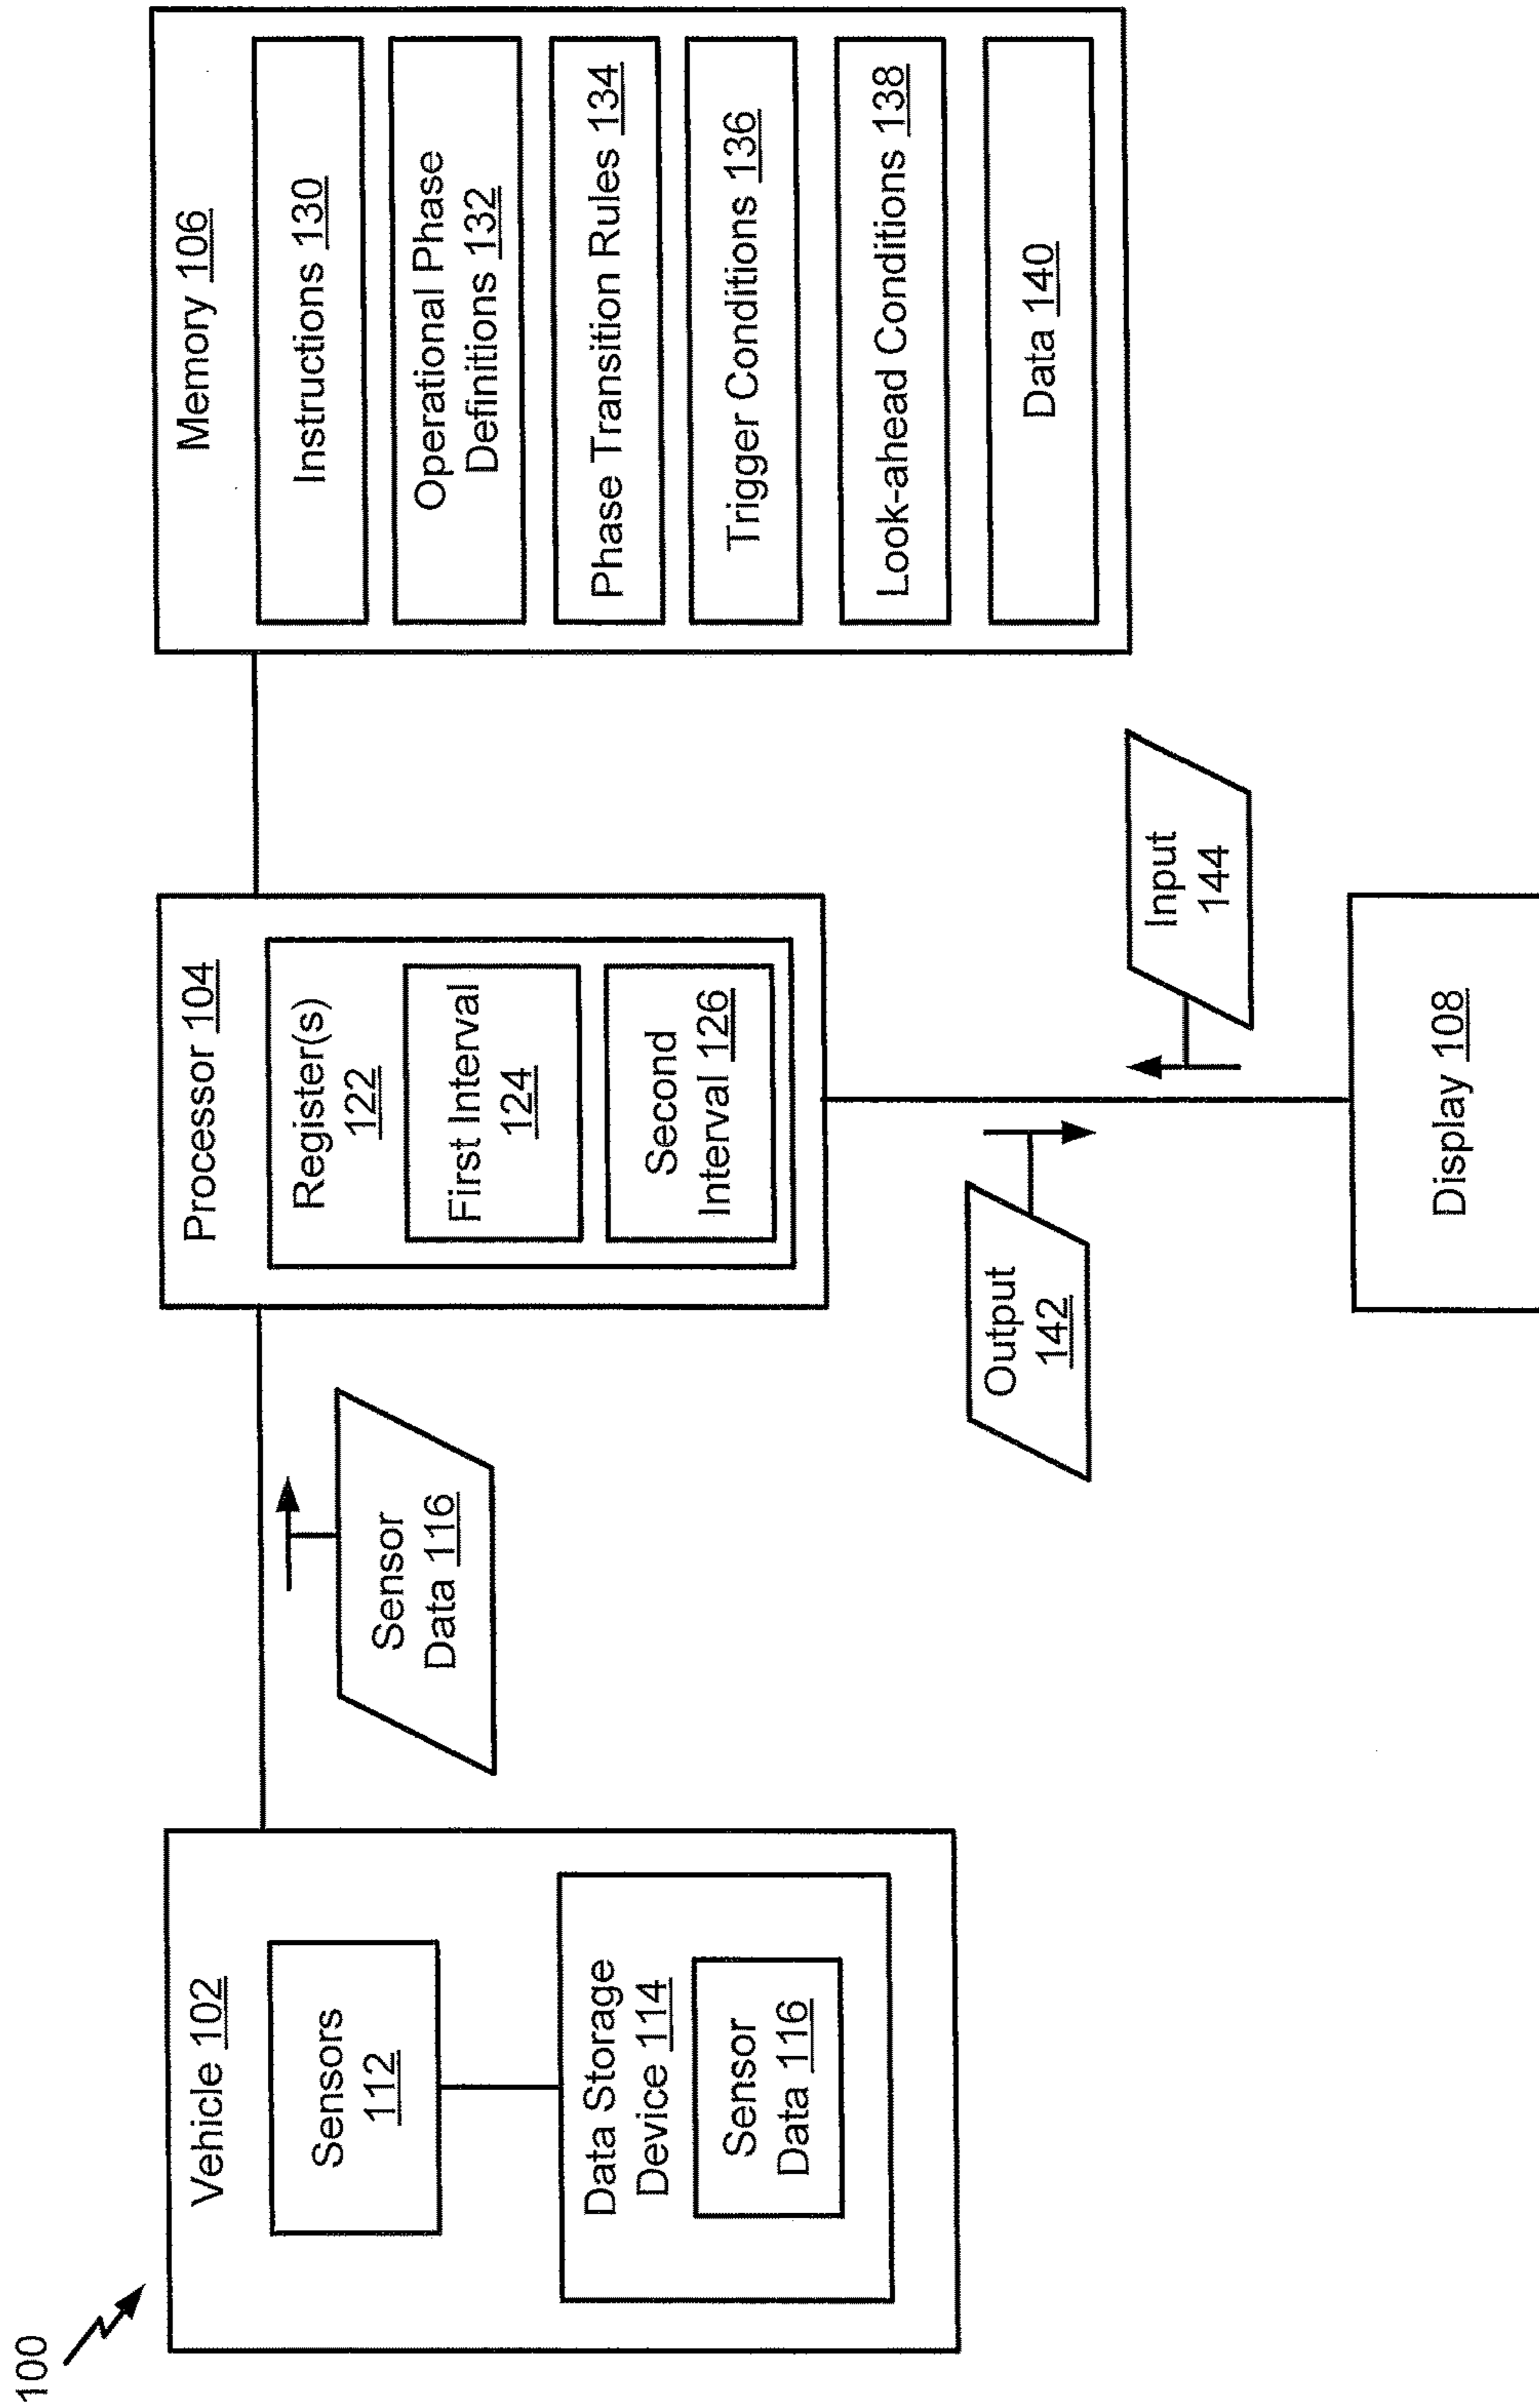 100
Vehicle 102
Sensors
112
Data Storage
Device 114
Sensor
Data 116
Sensor
Data 116
Processor 104
Register(s)
122
First Interval
124
Second
Interval 126
Memory 106
Instructions 130
Operational Phase
Definitions 132
Phase Transition Rules 134
Trigger Conditions 136
Look-ahead Conditions 138
Data 140
Output
142
Input
144
Display 108